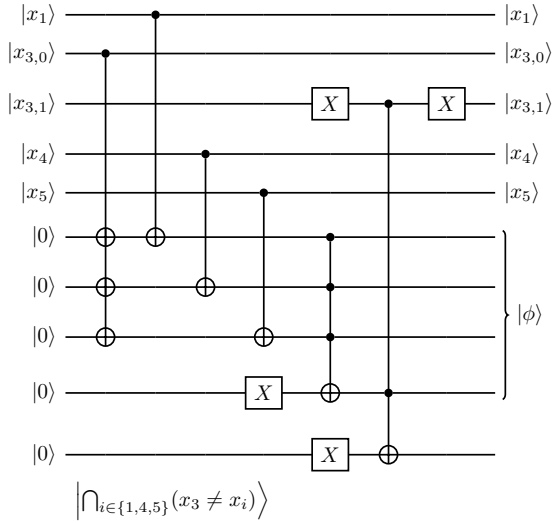 |x₁⟩ |x₁⟩
|x₃,₀⟩ |x₃,₀⟩
|x₃,₁⟩ X X |x₃,₁⟩
|x₄⟩ |x₄⟩
|x₅⟩ |x₅⟩
|0⟩
|0⟩
|ϕ⟩
|0⟩
|0⟩ X
|0⟩ X
|⋂_{i∈{1,4,5}}(x₃ ≠ x_i)⟩